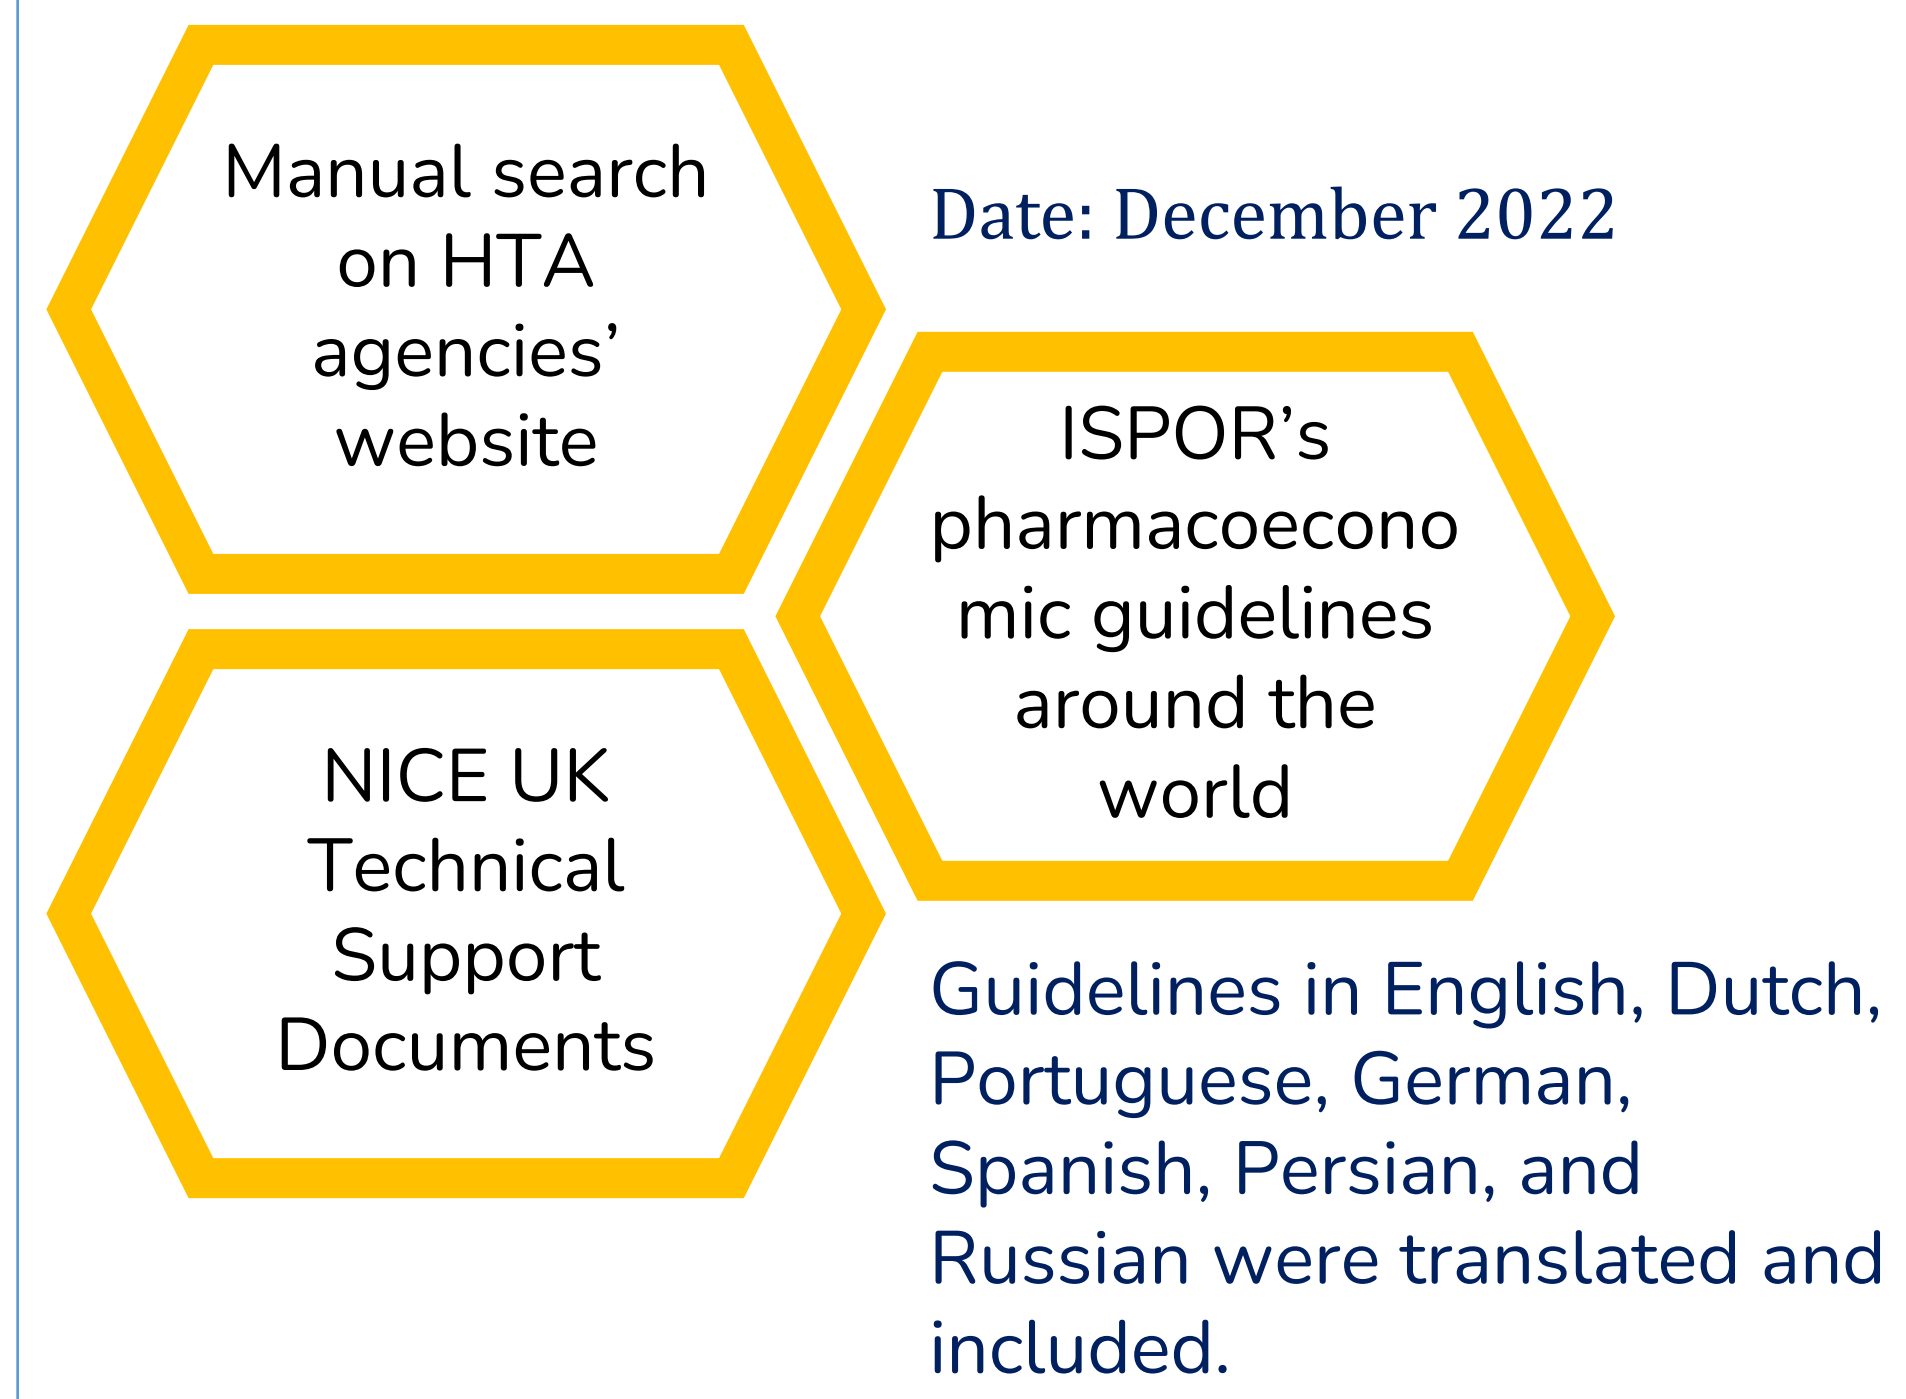 Manual search
on HTA
agencies’
website
Date: December 2022
ISPOR’s
pharmacoecono
mic guidelines
around the
world
NICE UK
Technical
Support
Documents
Guidelines in English, Dutch,
Portuguese, German,
Spanish, Persian, and
Russian were translated and
included.